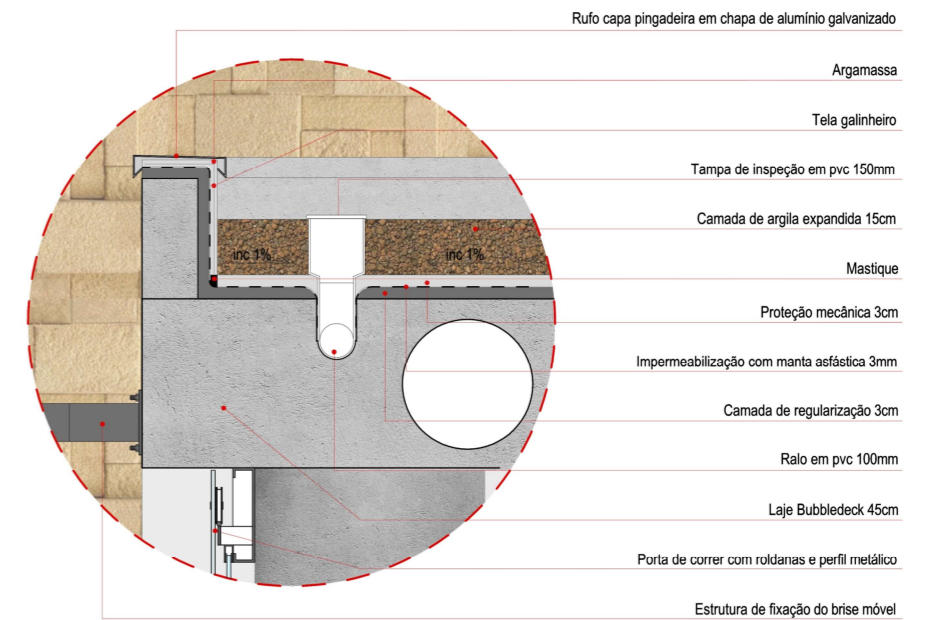 Rufo capa pingadeira em chapa de alumínio galvanizado
Argamassa
Tela galinheiro
Tampa de inspeção em pvc 150mm
Camada de argila expandida 15cm
inc 1%
inc 1%
Mastique
Proteção mecânica 3cm
Impermeabilização com manta asfástica 3mm
Camada de regularização 3cm
Ralo em pvc 100mm
Laje Bubbledeck 45cm
Porta de correr com roldanas e perfil metálico
Estrutura de fixação do brise móvel